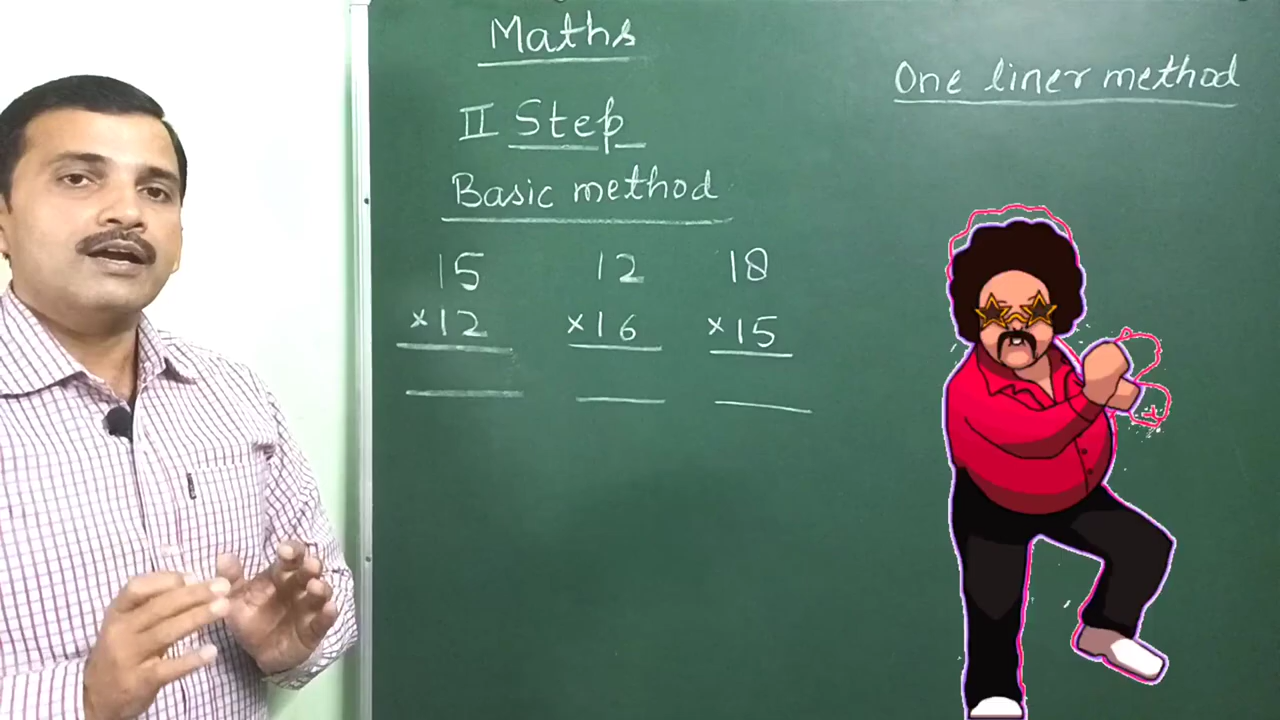 Maths
One liner method
II Step
Basic method
15 12 18
×12 ×16 ×15